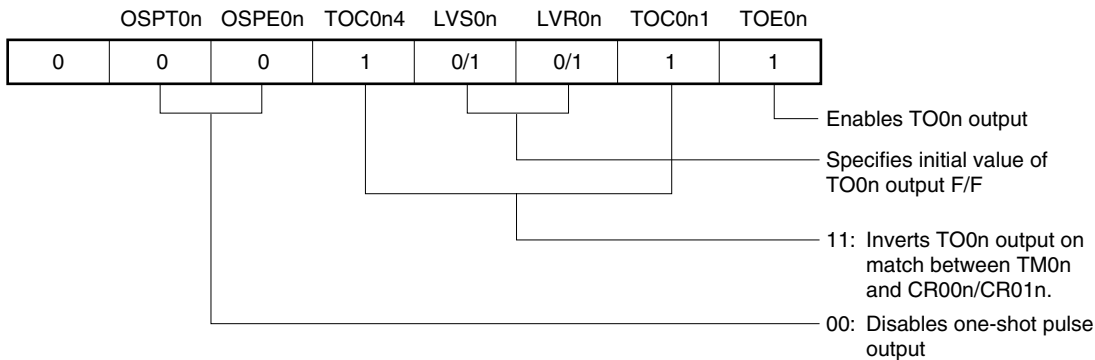 OSPT0n OSPE0n TOC0n4 LVS0n LVR0n TOC0n1 TOE0n
0 0 0 1 0/1 0/1 1 1
Enables TO0n output
Specifies initial value of
TO0n output F/F
11: Inverts TO0n output on
match between TM0n
and CR00n/CR01n.
00: Disables one-shot pulse
output